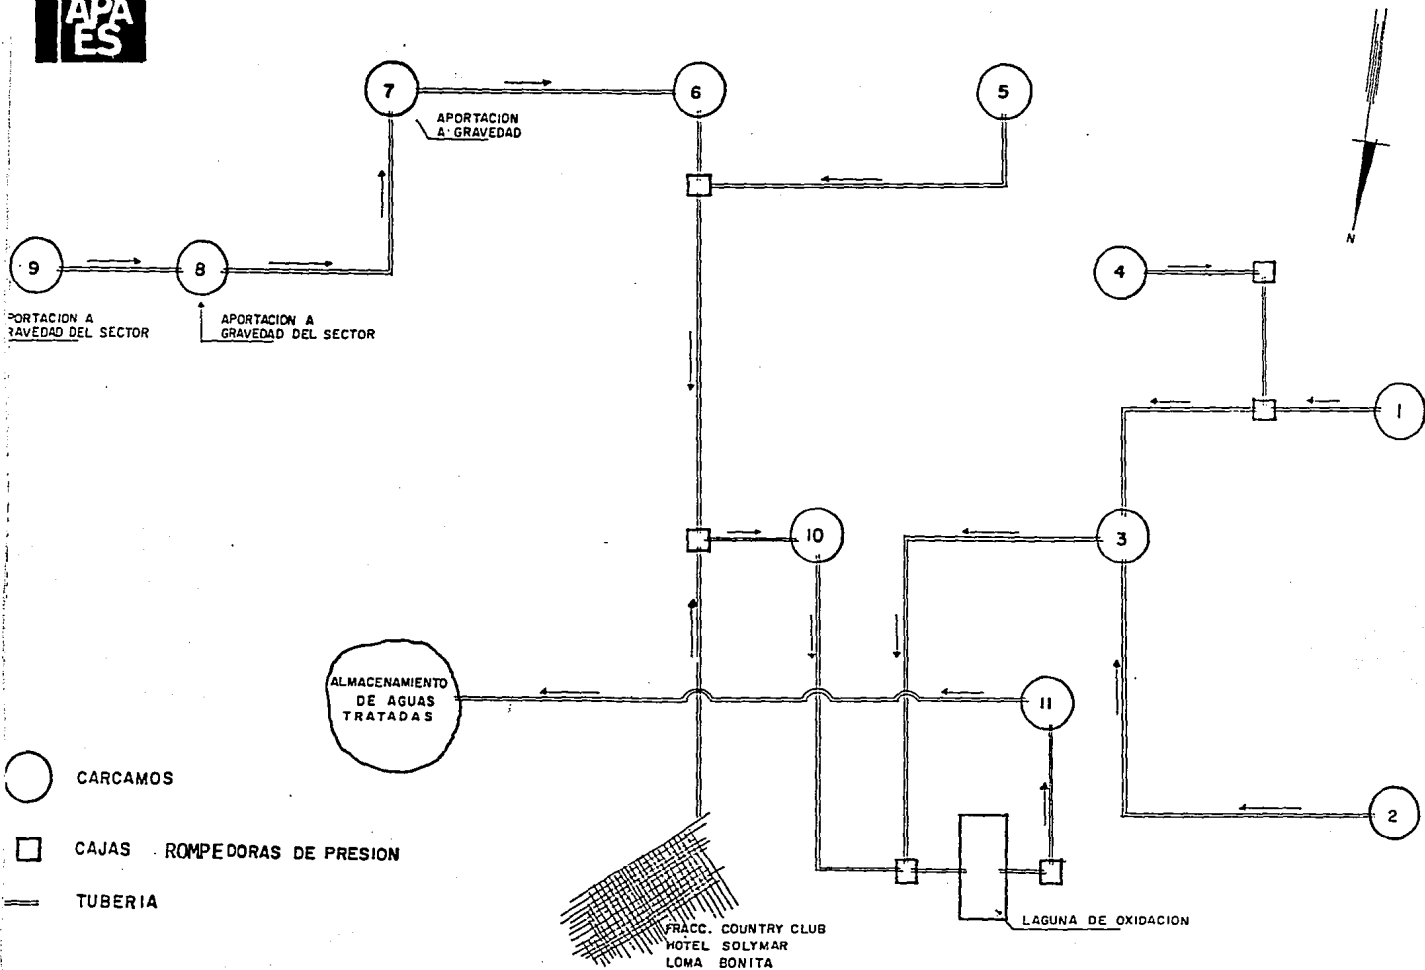 APA
ES
7
6
5
APORTACION
A GRAVEDAD
9
8
4
N
PORTACION A
RAVEDAD DEL SECTOR
APORTACION A
GRAVEDAD DEL SECTOR
1
10
3
ALMACENAMIENTO
DE AGUAS
TRATADAS
11
2
CARCAMOS
CAJAS ROMPEDORAS DE PRESION
TUBERIA
LAGUNA DE OXIDACION
FRACC. COUNTRY CLUB
HOTEL SOLYMAR
LOMA BONITA